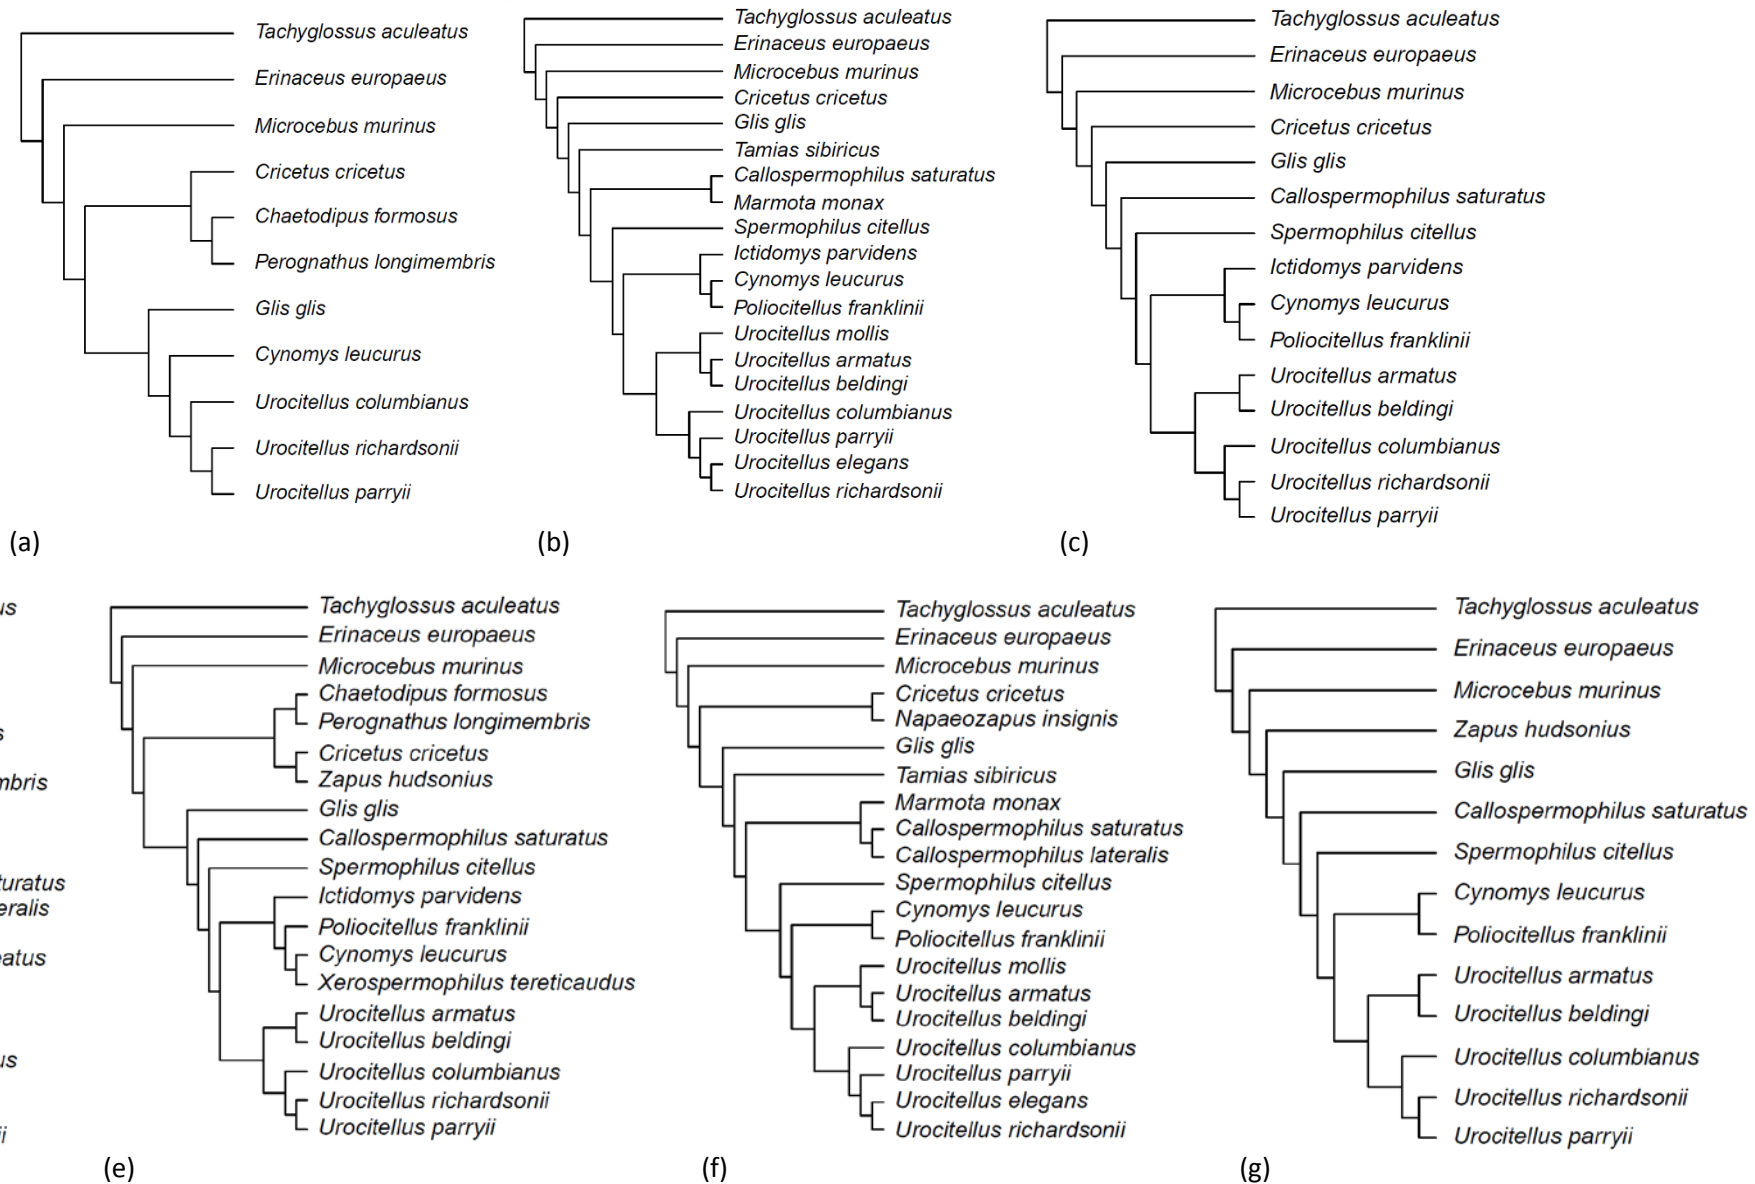 Tachyglossus aculeatus
Erinaceus europaeus
Microcebus murinus
Cricetus cricetus
Chaetodipus formosus
Perognathus longimembris
Glis glis
Cynomys leucurus
Urocitellus columbianus
Urocitellus richardsonii
Urocitellus parryii
(a)
Tachyglossus aculeatus
Erinaceus europaeus
Microcebus murinus
Cricetus cricetus
Glis glis
Tamias sibiricus
Callospermophilus saturatus
Marmota monax
Spermophilus citellus
Ictidomys parvidens
Cynomys leucurus
Poliocitellus franklinii
Urocitellus mollis
Urocitellus armatus
Urocitellus beldingi
Urocitellus columbianus
Urocitellus parryii
Urocitellus elegans
Urocitellus richardsonii
(b)
Tachyglossus aculeatus
Erinaceus europaeus
Microcebus murinus
Cricetus cricetus
Glis glis
Callospermophilus saturatus
Spermophilus citellus
Ictidomys parvidens
Cynomys leucurus
Poliocitellus franklinii
Urocitellus armatus
Urocitellus beldingi
Urocitellus columbianus
Urocitellus richardsonii
Urocitellus parryii
(c)
us
s
mbris
turatus
eralis
eatus
us
ii
Tachyglossus aculeatus
Erinaceus europaeus
Microcebus murinus
Chaetodipus formosus
Perognathus longimembris
Cricetus cricetus
Zapus hudsonius
Glis glis
Callospermophilus saturatus
Spermophilus citellus
Ictidomys parvidens
Poliocitellus franklinii
Cynomys leucurus
Xerospermophilus tereticaudus
Urocitellus armatus
Urocitellus beldingi
Urocitellus columbianus
Urocitellus richardsonii
Urocitellus parryii
(e)
Tachyglossus aculeatus
Erinaceus europaeus
Microcebus murinus
Cricetus cricetus
Napaeozapus insignis
Glis glis
Tamias sibiricus
Marmota monax
Callospermophilus saturatus
Callospermophilus lateralis
Spermophilus citellus
Cynomys leucurus
Poliocitellus franklinii
Urocitellus mollis
Urocitellus armatus
Urocitellus beldingi
Urocitellus columbianus
Urocitellus parryii
Urocitellus elegans
Urocitellus richardsonii
(f)
Tachyglossus aculeatus
Erinaceus europaeus
Microcebus murinus
Zapus hudsonius
Glis glis
Callospermophilus saturatus
Spermophilus citellus
Cynomys leucurus
Poliocitellus franklinii
Urocitellus armatus
Urocitellus beldingi
Urocitellus columbianus
Urocitellus richardsonii
Urocitellus parryii
(g)